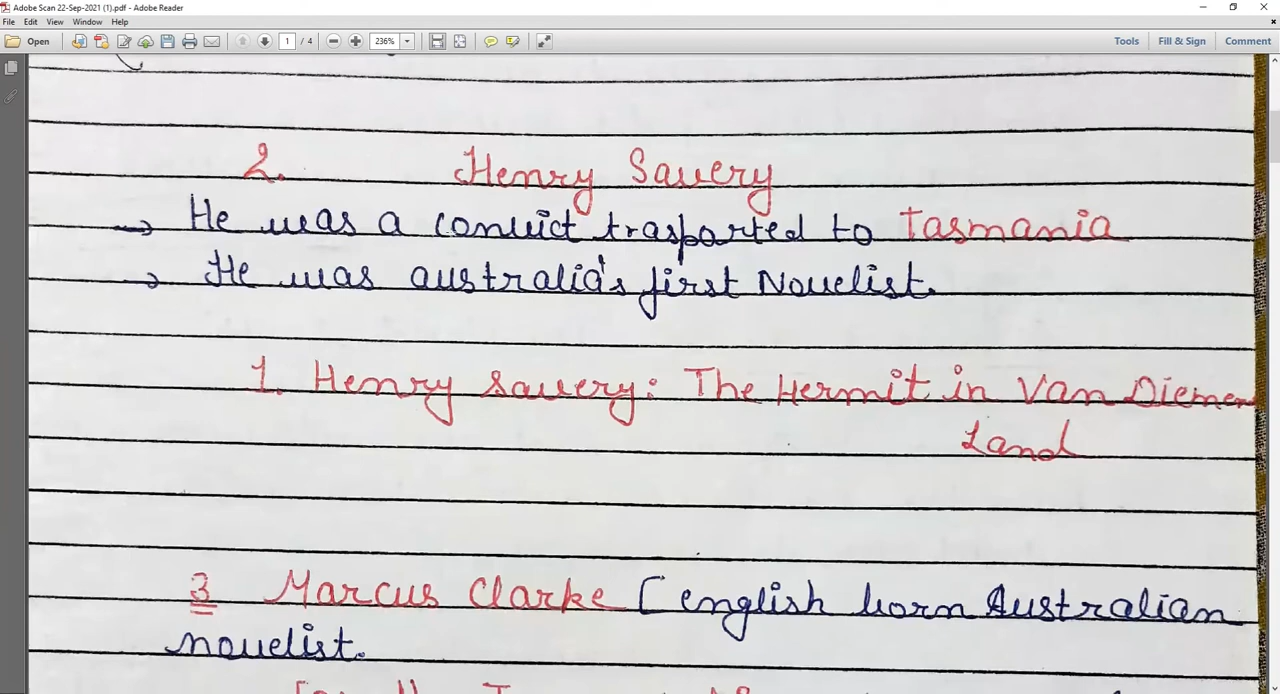 Adobe Scan 22-Sep-2021 (1).pdf - Adobe Reader
File Edit View Window Help
Open 1 / 4 236% Tools Fill & Sign Comment
2. Henry Savery
→ He was a convict trasported to Tasmania
→ He was australia's first Novelist.
1. Henry Savery: The Hermit in Van Diemen
Land
3 Marcus Clarke [english born Australian
novelist.